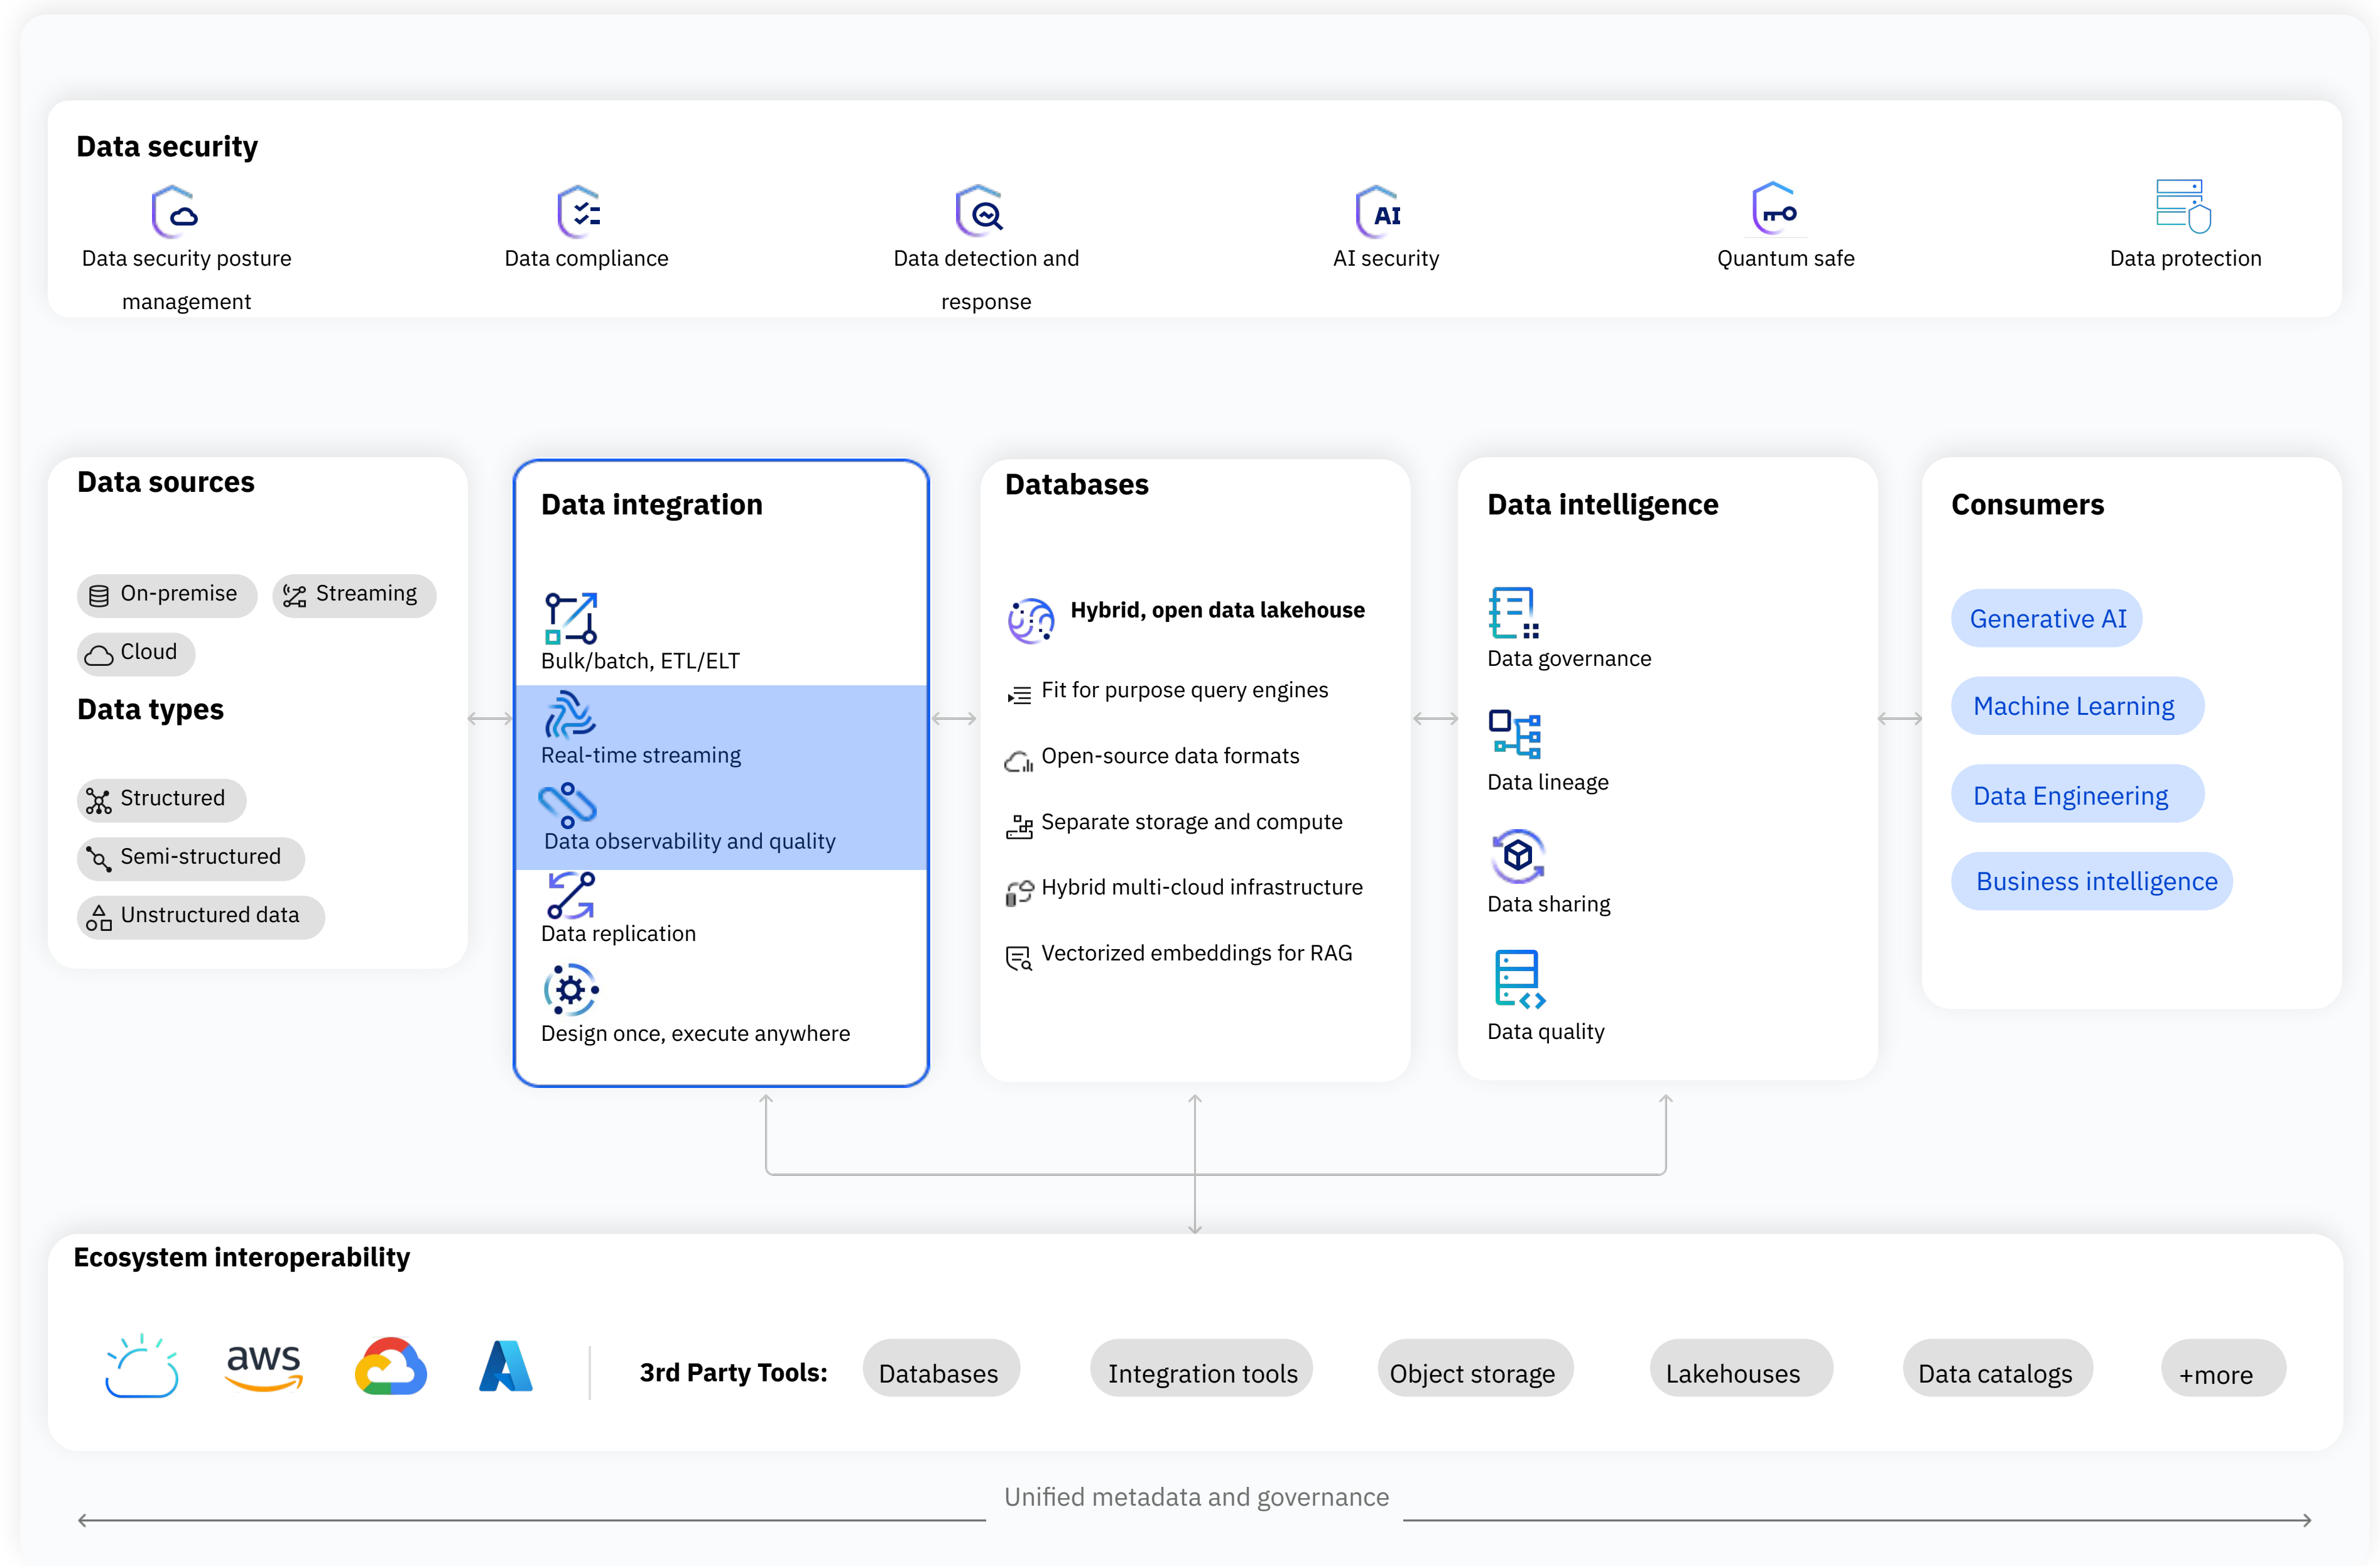 Data security
Data security posture
management
Data compliance
Data detection and
response
AI
AI security
Quantum safe
Data protection
Data sources
On-premise
Streaming
Cloud
Data types
Structured
Semi-structured
Unstructured data
Data integration
Bulk/batch, ETL/ELT
Real-time streaming
Data observability and quality
Data replication
Design once, execute anywhere
Databases
Hybrid, open data lakehouse
Fit for purpose query engines
Open-source data formats
Separate storage and compute
Hybrid multi-cloud infrastructure
Vectorized embeddings for RAG
Data intelligence
Data governance
Data lineage
Data sharing
Data quality
Consumers
Generative AI
Machine Learning
Data Engineering
Business intelligence
Ecosystem interoperability
aws
3rd Party Tools:
Databases
Integration tools
Object storage
Lakehouses
Data catalogs
+more
Unified metadata and governance